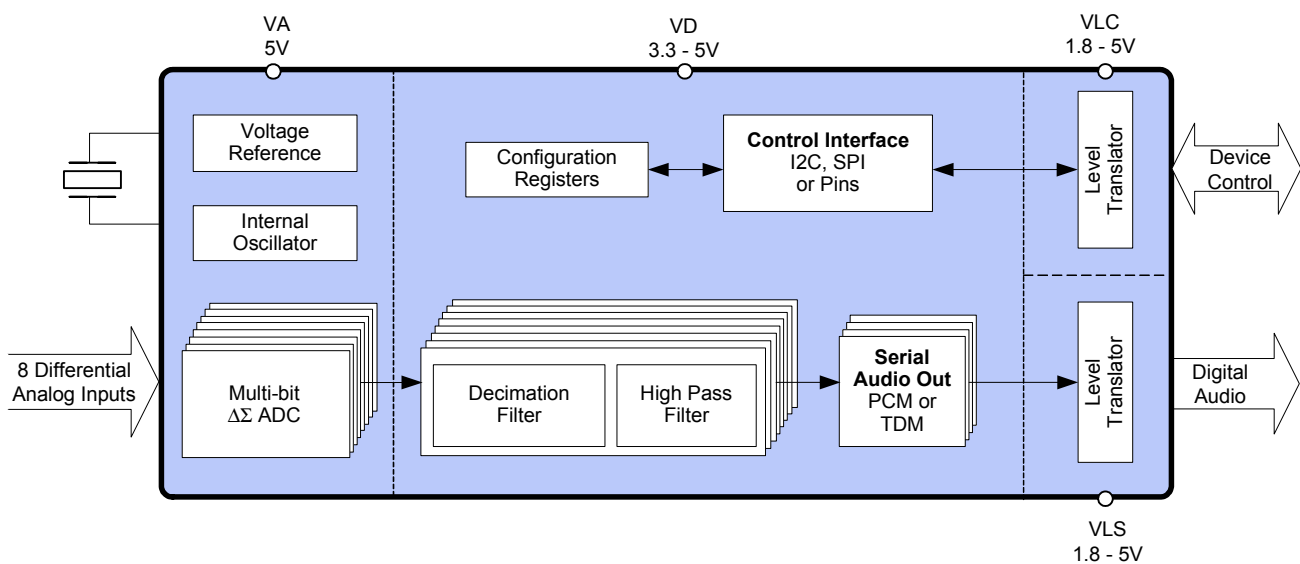 VA
5V
VD
3.3 - 5V
VLC
1.8 - 5V
Voltage
Reference
Internal
Oscillator
Configuration
Registers
Control Interface
I2C, SPI
or Pins
Level
Translator
Device
Control
8 Differential
Analog Inputs
Multi-bit
ΔΣ ADC
Decimation
Filter
High Pass
Filter
Serial
Audio Out
PCM or
TDM
Level
Translator
Digital
Audio
VLS
1.8 - 5V